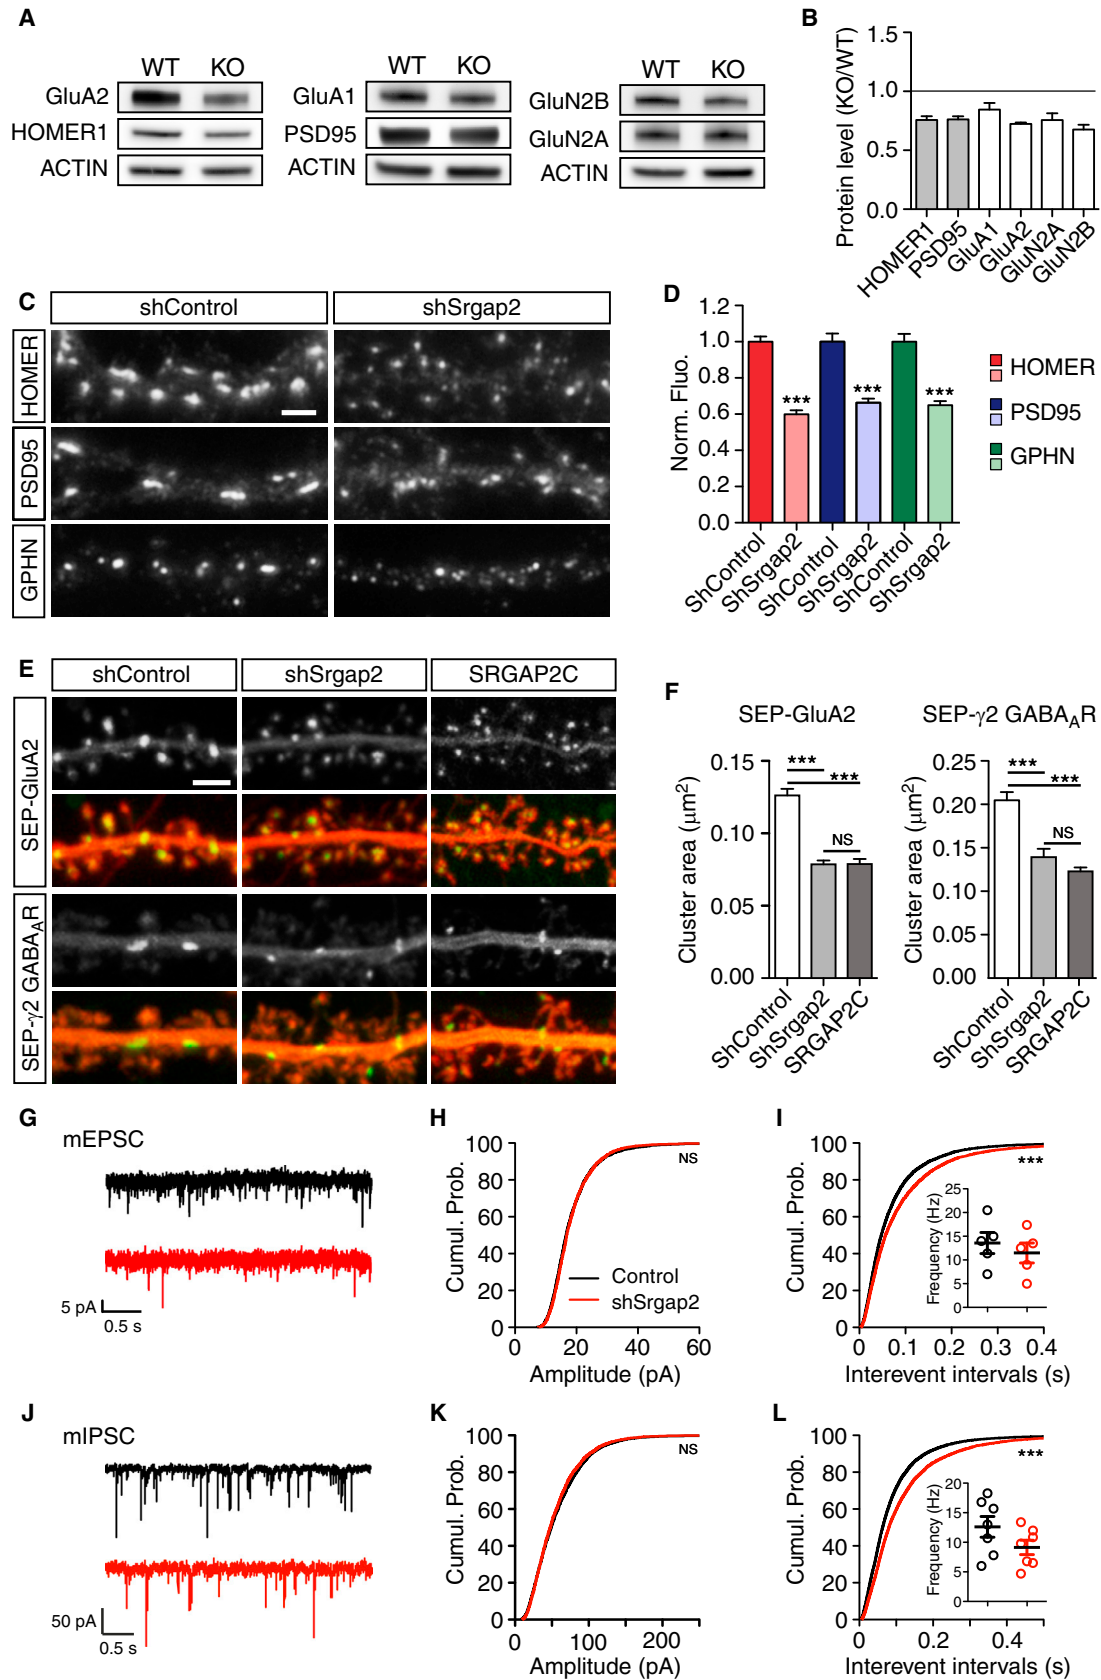 A
WT KO
GluA2
HOMER1
ACTIN
WT KO
GluA1
PSD95
ACTIN
WT KO
GluN2B
GluN2A
ACTIN
B
Protein level (KO/WT)
1.5
1.0
0.5
0.0
HOMER1
PSD95
GluA1
GluA2
GluN2A
GluN2B
C
shControl
shSrgap2
HOMER
PSD95
GPHN
D
Norm. Fluo.
1.2
1.0
0.8
0.6
0.4
0.2
0.0
***
***
***
ShControl
ShSrgap2
ShControl
ShSrgap2
ShControl
ShSrgap2
HOMER
PSD95
GPHN
E
shControl
shSrgap2
SRGAP2C
SEP-GluA2
SEP-γ2 GABA_AR
F
SEP-GluA2
Cluster area (μm²)
0.15
0.10
0.05
0.00
***
***
NS
ShControl
ShSrgap2
SRGAP2C
SEP-γ2 GABA_AR
Cluster area (μm²)
0.25
0.20
0.15
0.10
0.05
0.00
***
***
NS
ShControl
ShSrgap2
SRGAP2C
G
mEPSC
5 pA
0.5 s
H
Cumul. Prob.
100
80
60
40
20
0
NS
Control
shSrgap2
0 20 40 60
Amplitude (pA)
I
Cumul. Prob.
100
80
60
40
20
0
***
Frequency (Hz)
25
20
15
10
5
0
0 0.1 0.2 0.3 0.4
Interevent intervals (s)
J
mIPSC
50 pA
0.5 s
K
Cumul. Prob.
100
80
60
40
20
0
NS
0 100 200
Amplitude (pA)
L
Cumul. Prob.
100
80
60
40
20
0
***
Frequency (Hz)
20
15
10
5
0
0 0.2 0.4
Interevent intervals (s)